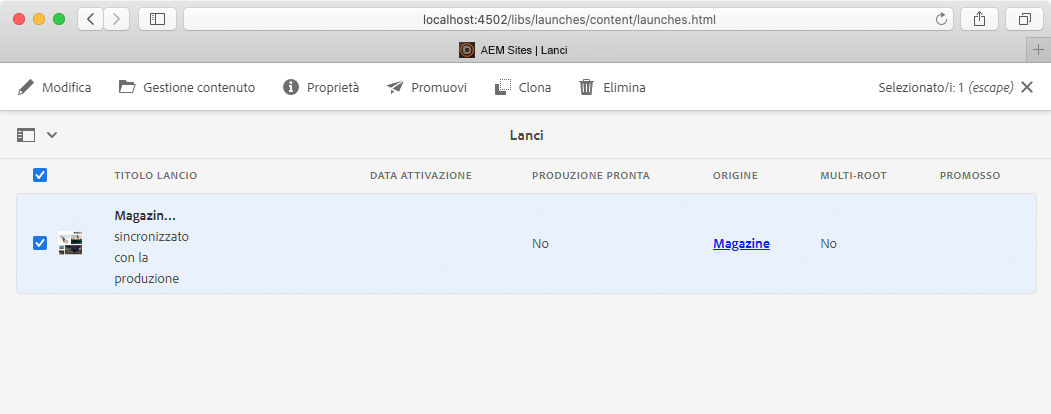 localhost:4502/libs/launches/content/launches.html
AEM Sites | Lanci
Modifica Gestione contenuto Proprietà Promuovi Clona Elimina Selezionato/i: 1 (escape)
Lanci
TITOLO LANCIO DATA ATTIVAZIONE PRODUZIONE PRONTA ORIGINE MULTI-ROOT PROMOSSO
Magazin...
sincronizzato
con la
produzione
No Magazine No